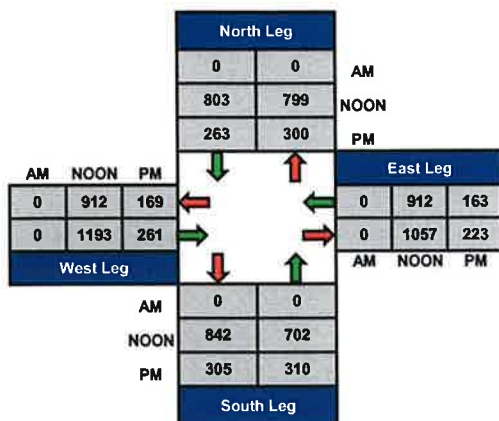 North Leg
0 0 AM
803 799 NOON
263 300 PM
AM NOON PM
East Leg
0 912 169
0 912 163
0 1193 261
0 1057 223
West Leg
AM NOON PM
AM 0 0
NOON 842 702
PM 305 310
South Leg